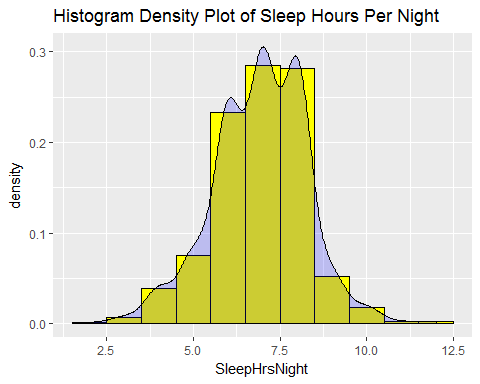 Histogram Density Plot of Sleep Hours Per Night
0.3
0.2
0.1
0.0
density
2.5 5.0 7.5 10.0 12.5
SleepHrsNight